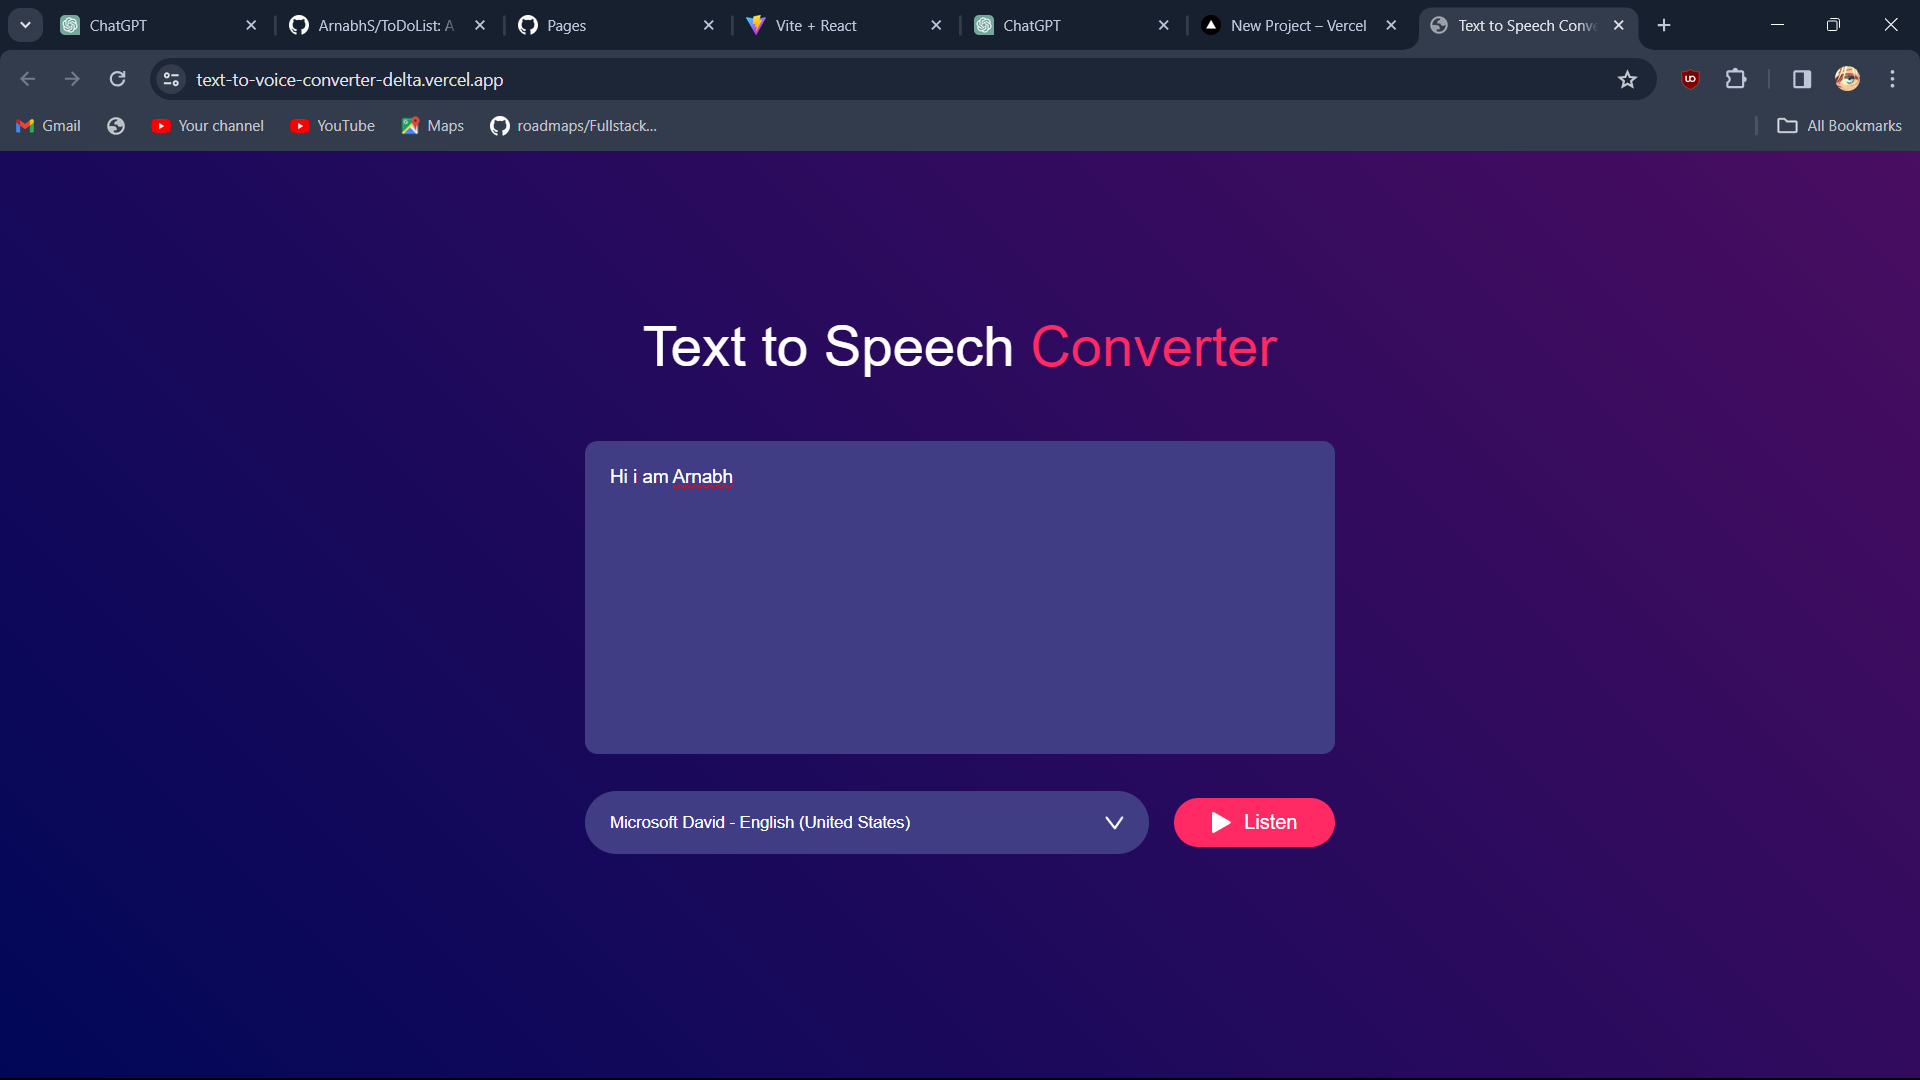 ChatGPT
ArnabhS/ToDoList: A
Pages
Vite + React
ChatGPT
New Project – Vercel
Text to Speech Conve
text-to-voice-converter-delta.vercel.app
Gmail
Your channel
YouTube
Maps
roadmaps/Fullstack...
All Bookmarks
Text to Speech Converter
Hi i am Arnabh
Microsoft David - English (United States)
Listen